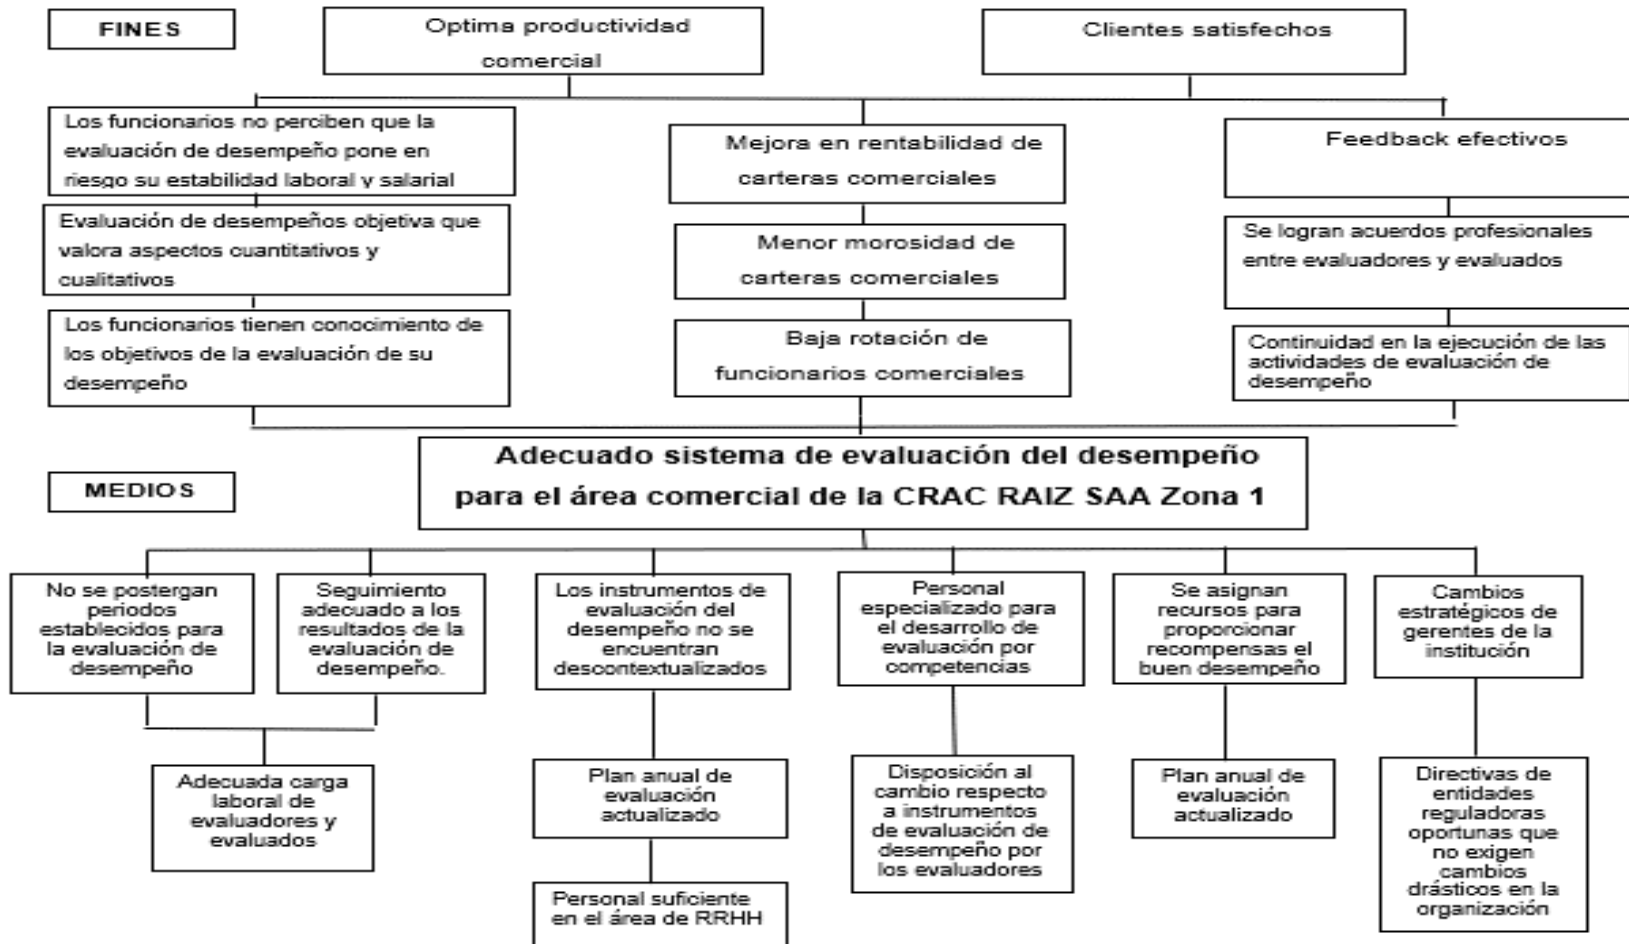 FINES
Optima productividad
comercial
Clientes satisfechos
Los funcionarios no perciben que la
evaluación de desempeño pone en
riesgo su estabilidad laboral y salarial
Mejora en rentabilidad de
carteras comerciales
Feedback efectivos
Evaluación de desempeños objetiva que
valora aspectos cuantitativos y
cualitativos
Menor morosidad de
carteras comerciales
Se logran acuerdos profesionales
entre evaluadores y evaluados
Los funcionarios tienen conocimiento de
los objetivos de la evaluación de su
desempeño
Baja rotación de
funcionarios comerciales
Continuidad en la ejecución de las
actividades de evaluación de
desempeño
Adecuado sistema de evaluación del desempeño
para el área comercial de la CRAC RAIZ SAA Zona 1
MEDIOS
No se postergan
periodos
establecidos para
la evaluación de
desempeño
Seguimiento
adecuado a los
resultados de la
evaluación de
desempeño.
Los instrumentos de
evaluación del
desempeño no se
encuentran
descontextualizados
Personal
especializado para
el desarrollo de
evaluación por
competencias
Se asignan
recursos para
proporcionar
recompensas el
buen desempeño
Cambios
estratégicos de
gerentes de la
institución
Adecuada carga
laboral de
evaluadores y
evaluados
Plan anual de
evaluación
actualizado
Disposición al
cambio respecto
a instrumentos
de evaluación de
desempeño por
los evaluadores
Plan anual de
evaluación
actualizado
Directivas de
entidades
reguladoras
oportunas que
no exigen
cambios
drásticos en la
organización
Personal suficiente
en el área de RRHH